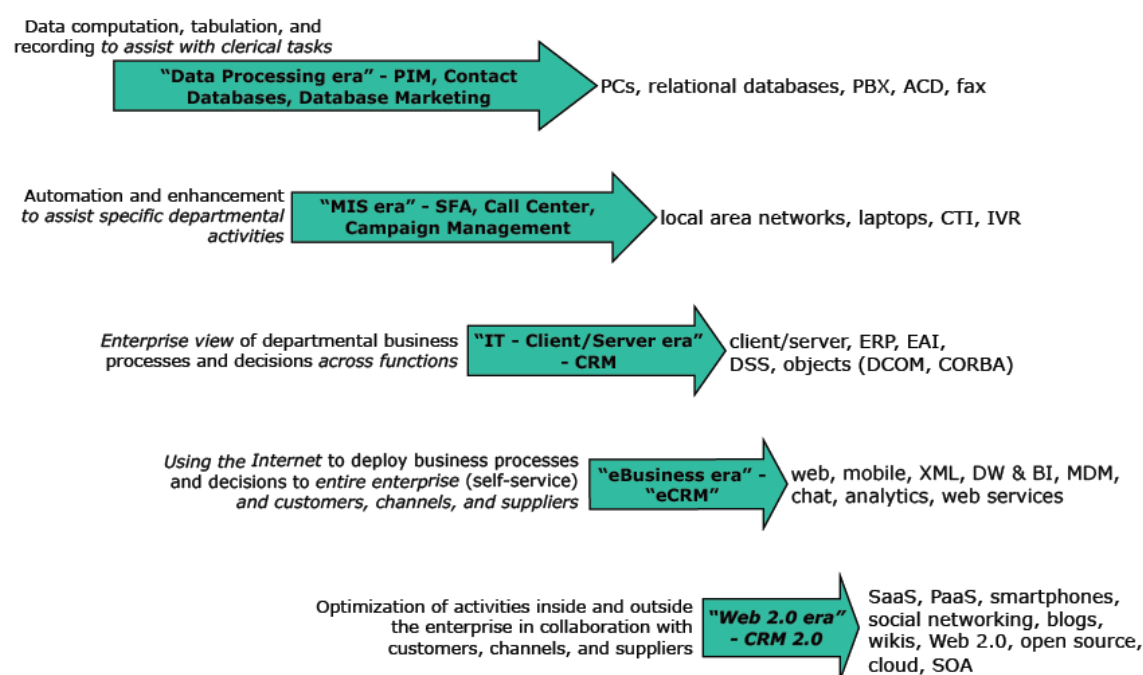 Data computation, tabulation, and
recording to assist with clerical tasks
“Data Processing era” - PIM, Contact
Databases, Database Marketing
PCs, relational databases, PBX, ACD, fax
Automation and enhancement
to assist specific departmental
activities
“MIS era” - SFA, Call Center,
Campaign Management
local area networks, laptops, CTI, IVR
Enterprise view of departmental business
processes and decisions across functions
“IT - Client/Server era”
- CRM
client/server, ERP, EAI,
DSS, objects (DCOM, CORBA)
Using the Internet to deploy business processes
and decisions to entire enterprise (self-service)
and customers, channels, and suppliers
“eBusiness era” -
“eCRM”
web, mobile, XML, DW & BI, MDM,
chat, analytics, web services
Optimization of activities inside and outside
the enterprise in collaboration with
customers, channels, and suppliers
“Web 2.0 era”
- CRM 2.0
SaaS, PaaS, smartphones,
social networking, blogs,
wikis, Web 2.0, open source,
cloud, SOA